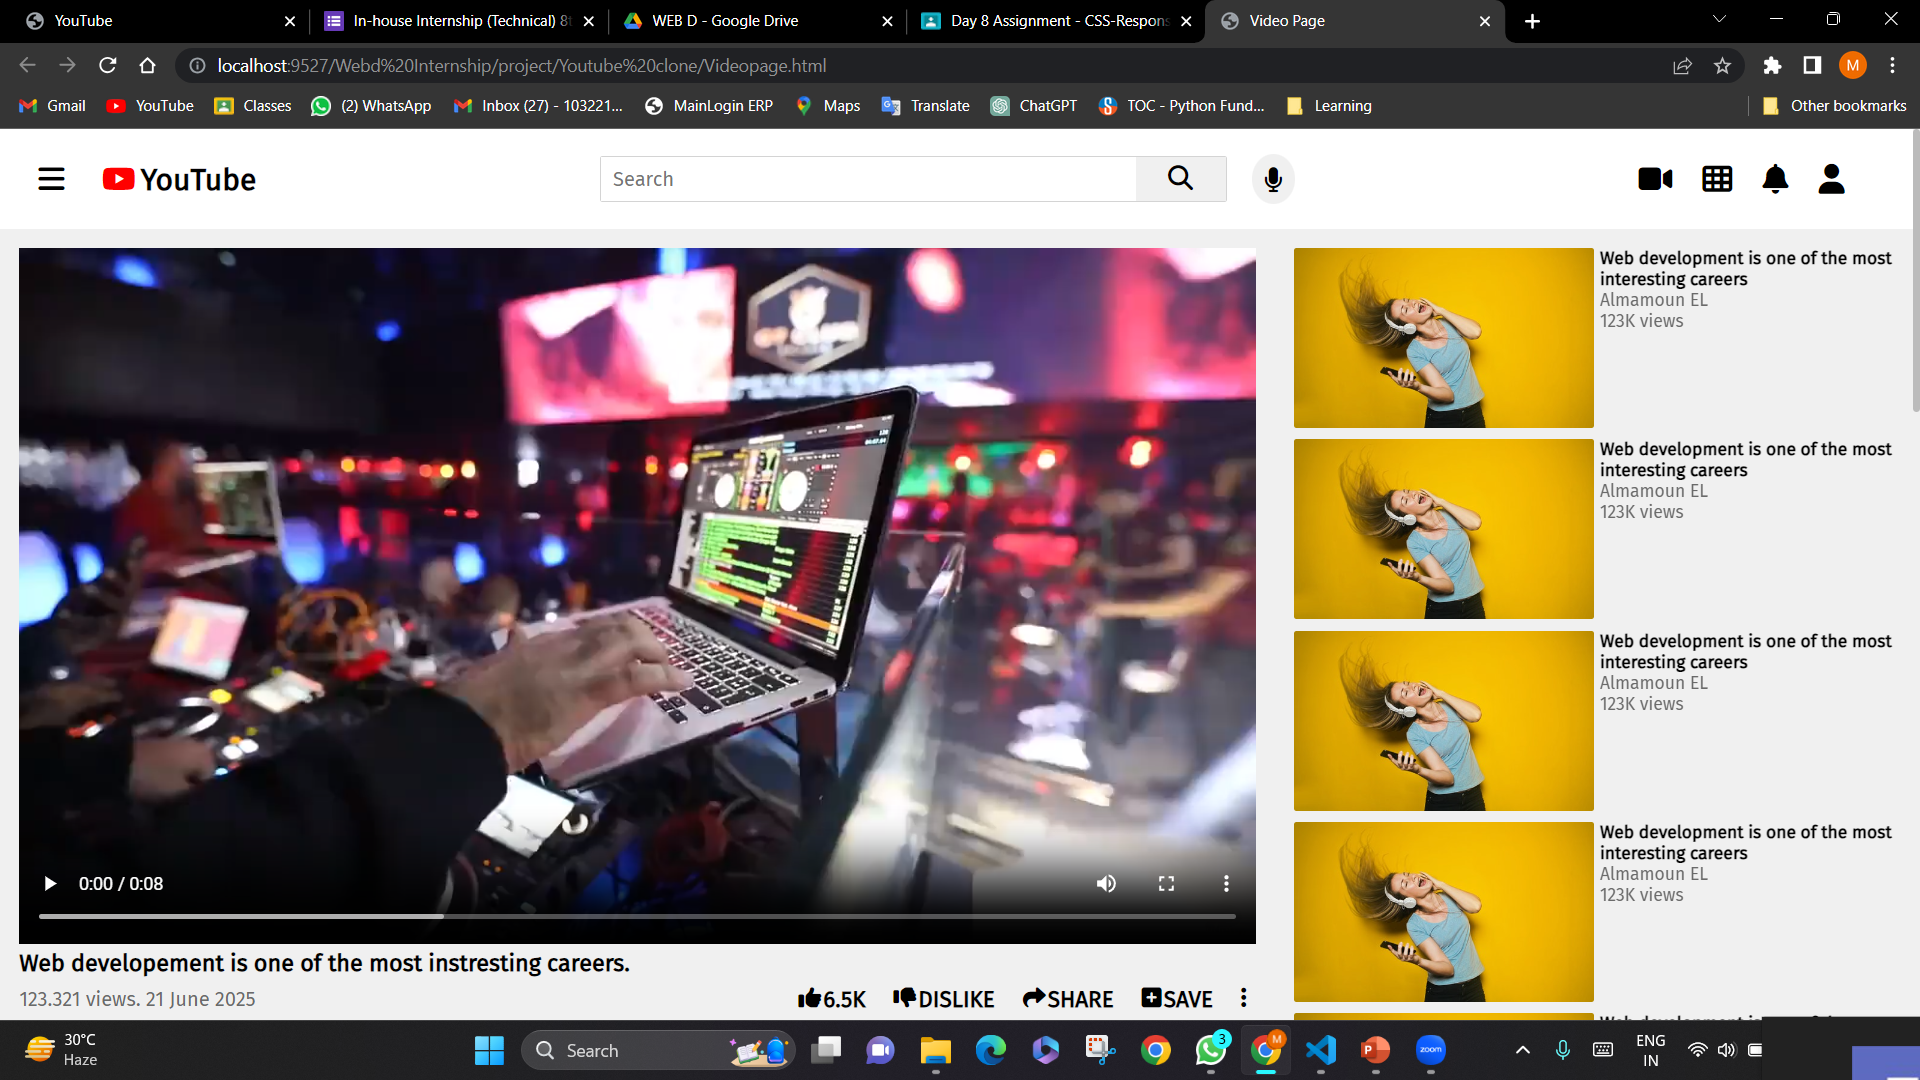 YouTube
In-house Internship (Technical) 8t
WEB D - Google Drive
Day 8 Assignment - CSS-Respons
Video Page
localhost:9527/Webd%20Internship/project/Youtube%20clone/Videopage.html
M
Gmail
YouTube
Classes
(2) WhatsApp
Inbox (27) - 103221...
MainLogin ERP
Maps
Translate
ChatGPT
TOC - Python Fund...
Learning
Other bookmarks
YouTube
Search
0:00 / 0:08
Web developement is one of the most instresting careers.
123.321 views. 21 June 2025
6.5K
DISLIKE
SHARE
SAVE
Web development is one of the most
interesting careers
Almamoun EL
123K views
Web development is one of the most
interesting careers
Almamoun EL
123K views
Web development is one of the most
interesting careers
Almamoun EL
123K views
Web development is one of the most
interesting careers
Almamoun EL
123K views
30°C
Haze
Search
3
M
zoom
ENG
IN